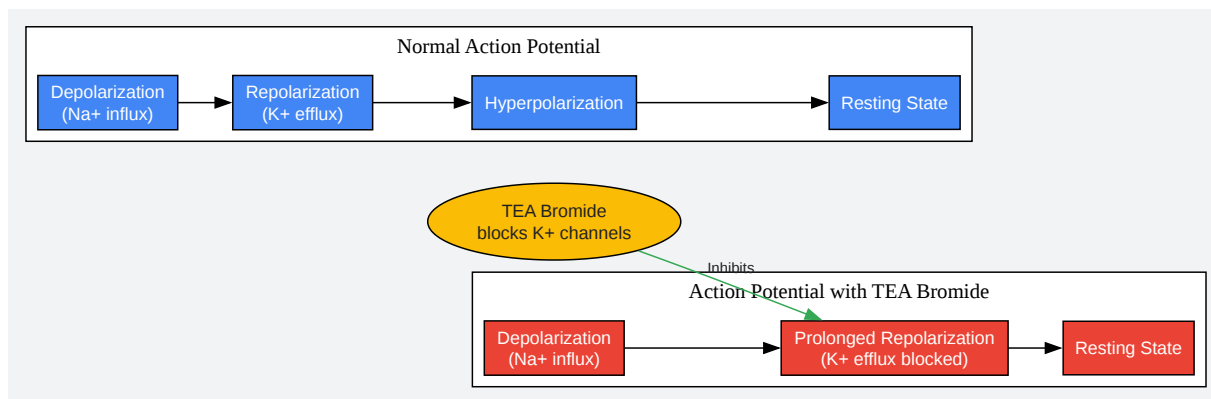 Normal Action Potential
Depolarization
(Na+ influx)
Repolarization
(K+ efflux)
Hyperpolarization
Resting State
TEA Bromide
blocks K+ channels
Inhibits
Action Potential with TEA Bromide
Depolarization
(Na+ influx)
Prolonged Repolarization
(K+ efflux blocked)
Resting State